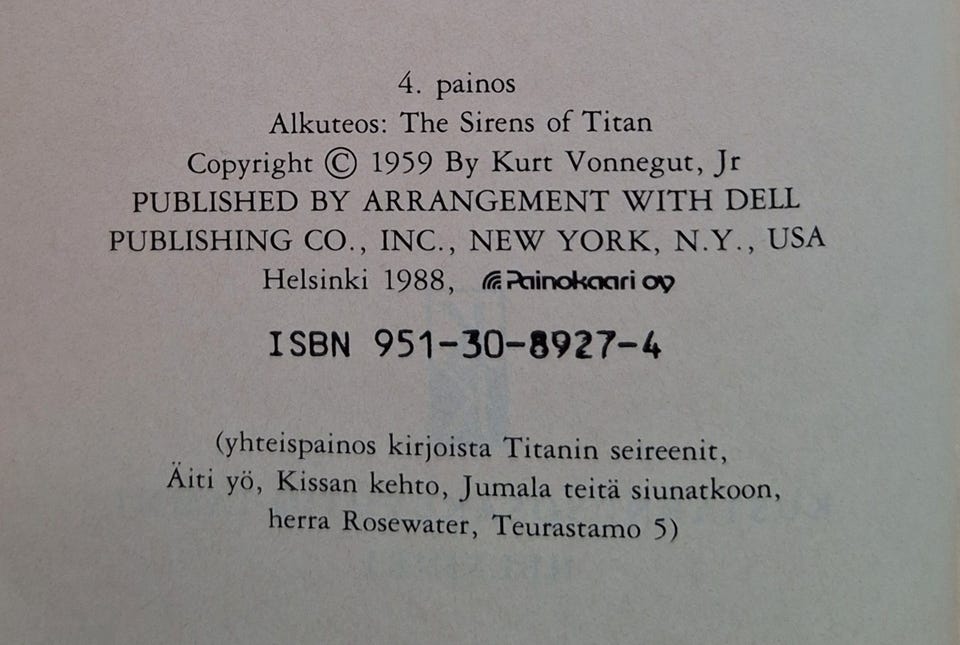 4. painos
Alkuteos: The Sirens of Titan
Copyright © 1959 By Kurt Vonnegut, Jr
PUBLISHED BY ARRANGEMENT WITH DELL
PUBLISHING CO., INC., NEW YORK, N.Y., USA
Helsinki 1988, Painokaari oy
ISBN 951-30-8927-4
(yhteispainos kirjoista Titanin seireenit,
Äiti yö, Kissan kehto, Jumala teitä siunatkoon,
herra Rosewater, Teurastamo 5)